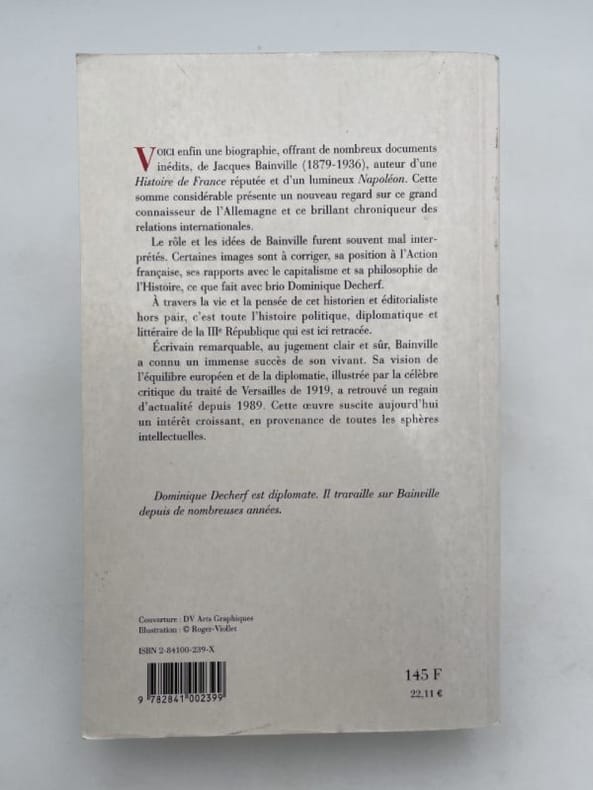 VOICI enfin une biographie, offrant de nombreux documents
inédits, de Jacques Bainville (1879-1936), auteur d'une
Histoire de France réputée et d'un lumineux Napoléon. Cette
somme considérable présente un nouveau regard sur ce grand
connaisseur de l'Allemagne et ce brillant chroniqueur des
relations internationales.
Le rôle et les idées de Bainville furent souvent mal inter-
prétés. Certaines images sont à corriger, sa position à l'Action
française, ses rapports avec le capitalisme et sa philosophie de
l'Histoire, ce que fait avec brio Dominique Decherf.
À travers la vie et la pensée de cet historien et éditorialiste
hors pair, c'est toute l'histoire politique, diplomatique et
littéraire de la IIIe République qui est ici retracée.
Écrivain remarquable, au jugement clair et sûr, Bainville
a connu un immense succès de son vivant. Sa vision de
l'équilibre européen et de la diplomatie, illustrée par la célèbre
critique du traité de Versailles de 1919, a retrouvé un regain
d'actualité depuis 1989. Cette œuvre suscite aujourd'hui
un intérêt croissant, en provenance de toutes les sphères
intellectuelles.
Dominique Decherf est diplomate. Il travaille sur Bainville
depuis de nombreuses années.
Couverture : DV Arts Graphiques
Illustration : © Roger-Viollet
ISBN 2-84100-239-X
9 782841 002399
145 F
22,11 €